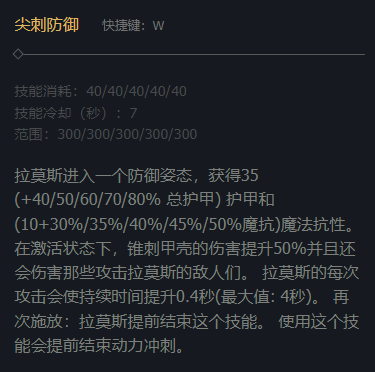 尖刺防御 快捷键：W
技能消耗：40/40/40/40/40
技能冷却（秒）：7
范围：300/300/300/300/300
拉莫斯进入一个防御姿态，获得35
(+40/50/60/70/80% 总护甲) 护甲和
(10+30%/35%/40%/45%/50%魔抗)魔法抗性。
在激活状态下，锥刺甲壳的伤害提升50%并且还
会伤害那些攻击拉莫斯的敌人们。 拉莫斯的每次
攻击会使持续时间提升0.4秒(最大值: 4秒)。 再
次施放：拉莫斯提前结束这个技能。 使用这个技
能会提前结束动力冲刺。